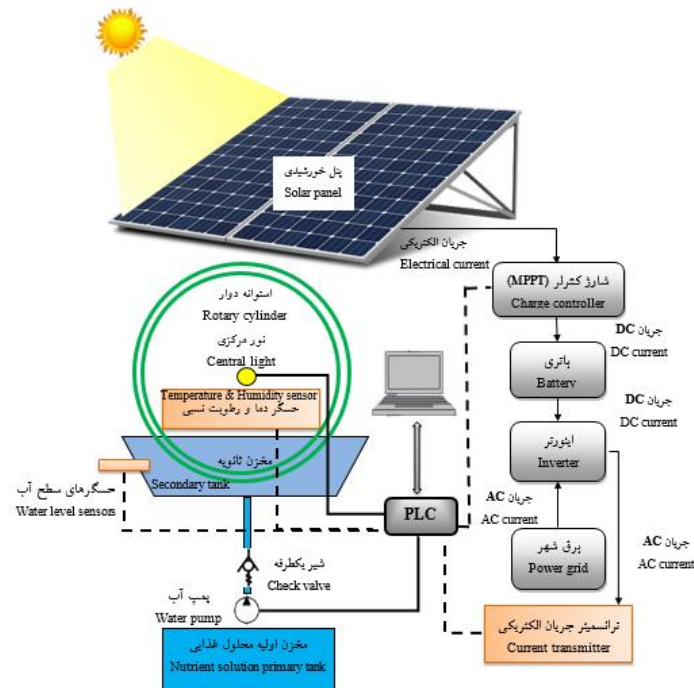 پنل خورشیدی
Solar panel
جریان الکتریکی
Electrical current
شارژ کنترلر (MPPT)
Charge controller
استوانه دوار
Rotary cylinder
نور مرکزی
Central light
جریان DC
DC current
باتری
Battery
Temperature & Humidity sensor
حسگر دما و رطوبت نسبی
جریان DC
DC current
مخزن ثانویه
Secondary tank
اینورتر
Inverter
حسگرهای سطح آب
Water level sensors
PLC
جریان AC
AC current
شیر یکطرفه
Check valve
برق شهر
Power grid
جریان AC
AC current
پمپ آب
Water pump
ترانسمیتر جریان الکتریکی
Current transmitter
مخزن اولیه محلول غذایی
Nutrient solution primary tank